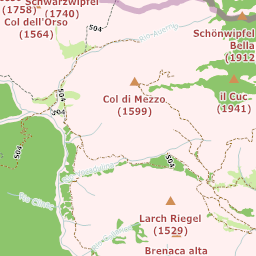 (1758)
Schwarzwipfel
(1740)
Col dell'Orso
(1564)
Schönwipfel
Bella
(1912
504
504
Col di Mezzo
(1599)
il Cuc
(1941)
504
504
Larch Riegel
(1529)
Brenaca alta